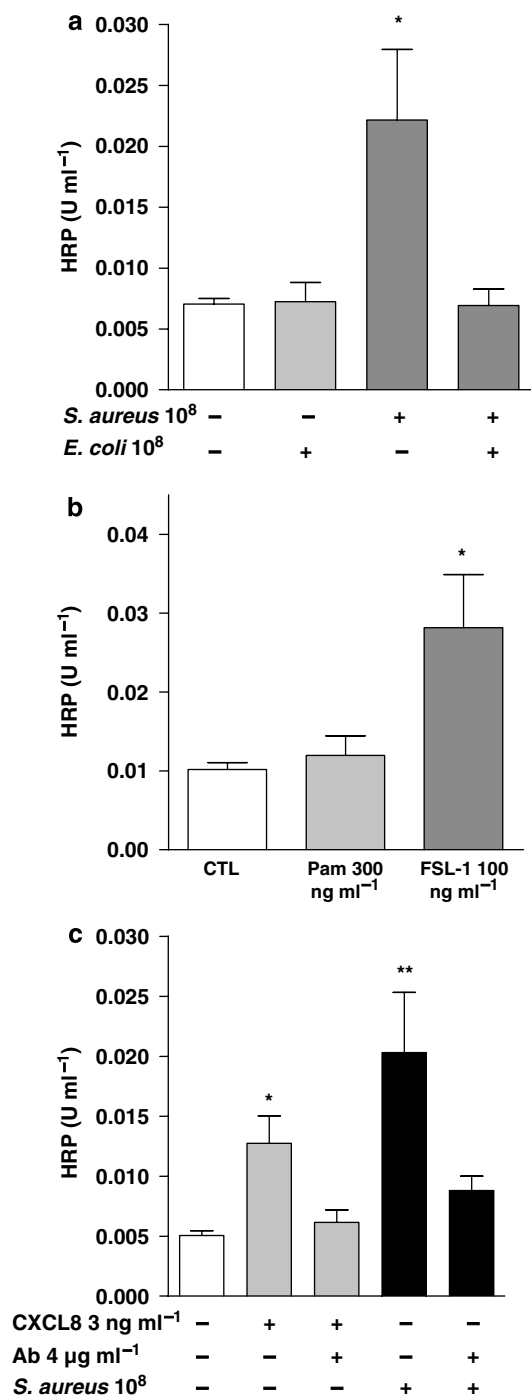 a
HRP (U ml⁻¹)
0.030
*
0.025
0.020
0.015
0.010
0.005
0.000
S. aureus 10⁸ – – + +
E. coli 10⁸ – + – +
b
HRP (U ml⁻¹)
0.04
*
0.03
0.02
0.01
0.00
CTL Pam 300 FSL-1 100
ng ml⁻¹ ng ml⁻¹
c
HRP (U ml⁻¹)
0.030
**
0.025
0.020
0.015
*
0.010
0.005
0.000
CXCL8 3 ng ml⁻¹ – + + – –
Ab 4 µg ml⁻¹ – – + – +
S. aureus 10⁸ – – – + +